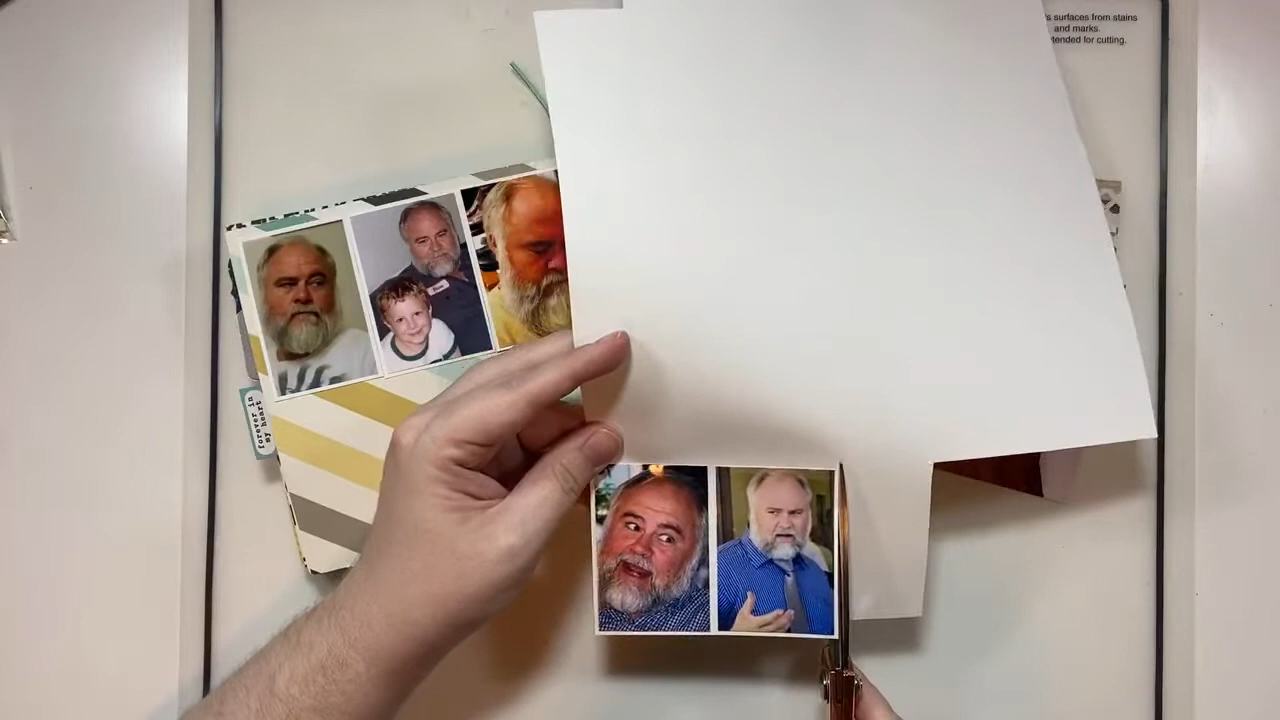 s surfaces from stains
and marks.
tended for cutting.
forever in
my heart